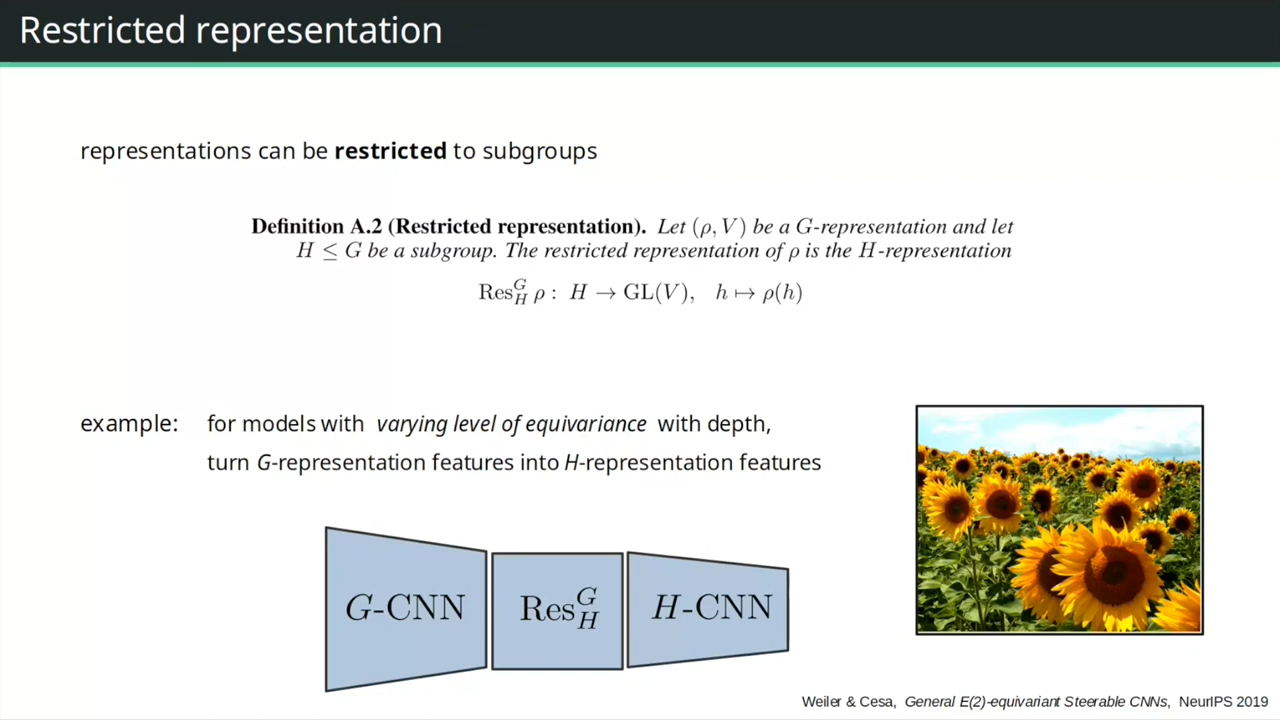 Restricted representation
representations can be restricted to subgroups
Definition A.2 (Restricted representation). Let (ρ, V) be a G-representation and let
H ≤ G be a subgroup. The restricted representation of ρ is the H-representation
Res^G_H ρ : H → GL(V), h ↦ ρ(h)
example: for models with varying level of equivariance with depth,
turn G-representation features into H-representation features
G-CNN
Res^G_H
H-CNN
Weiler & Cesa, General E(2)-equivariant Steerable CNNs, NeurIPS 2019